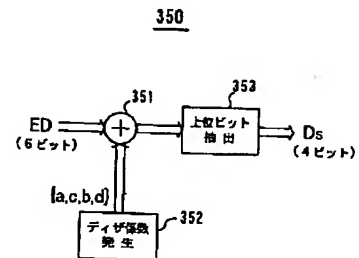 350
351
353
ED
(6ビット)
上位ビット
抽出
Ds
(4ビット)
{a,c,b,d}
352
ディザ係数
発生